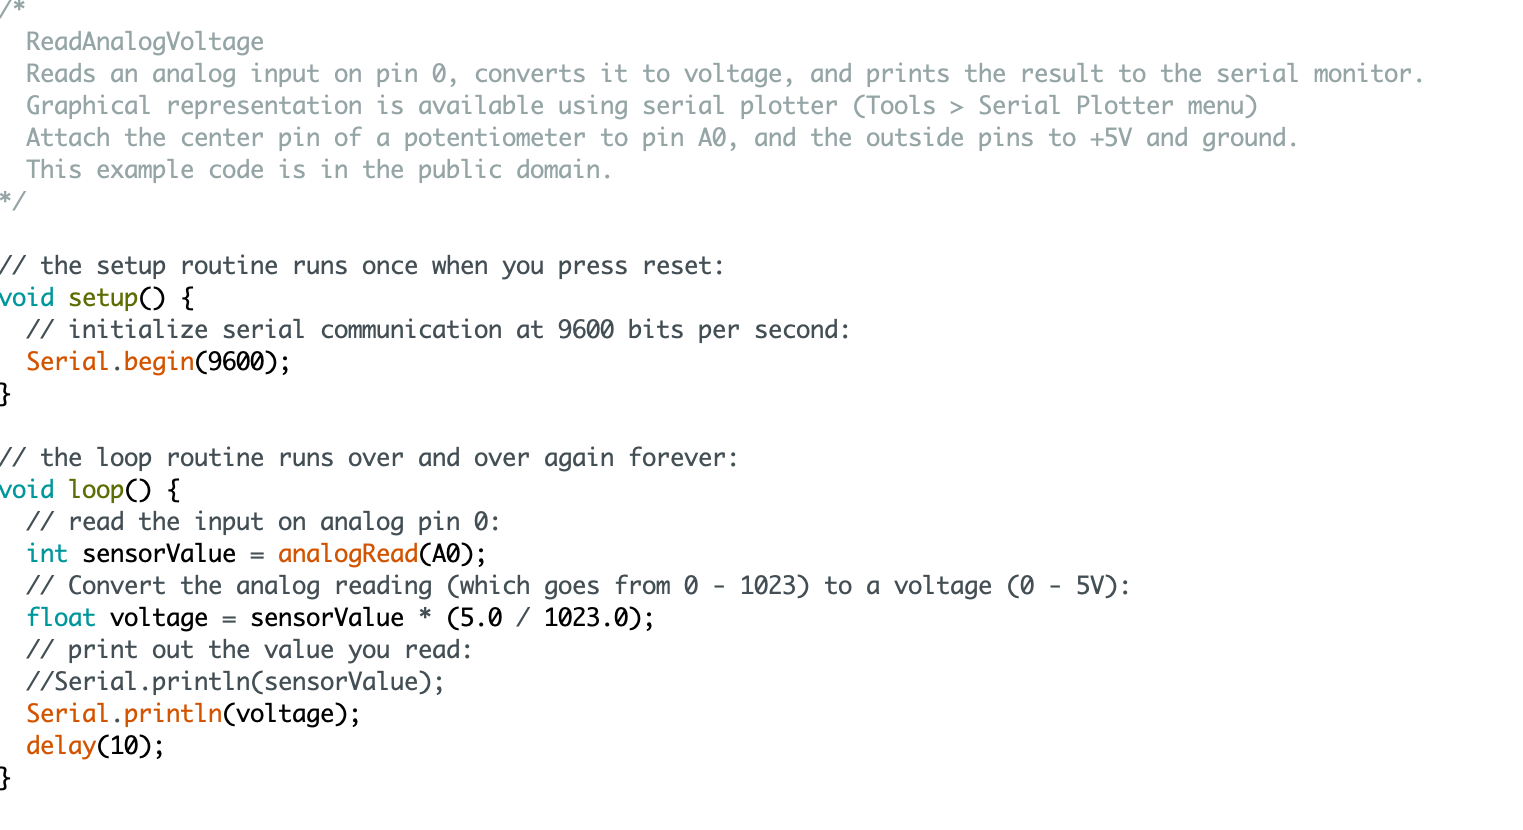 /*
  ReadAnalogVoltage
  Reads an analog input on pin 0, converts it to voltage, and prints the result to the serial monitor.
  Graphical representation is available using serial plotter (Tools > Serial Plotter menu)
  Attach the center pin of a potentiometer to pin A0, and the outside pins to +5V and ground.
  This example code is in the public domain.
*/

// the setup routine runs once when you press reset:
void setup() {
  // initialize serial communication at 9600 bits per second:
  Serial.begin(9600);
}

// the loop routine runs over and over again forever:
void loop() {
  // read the input on analog pin 0:
  int sensorValue = analogRead(A0);
  // Convert the analog reading (which goes from 0 - 1023) to a voltage (0 - 5V):
  float voltage = sensorValue * (5.0 / 1023.0);
  // print out the value you read:
  //Serial.println(sensorValue);
  Serial.println(voltage);
  delay(10);
}